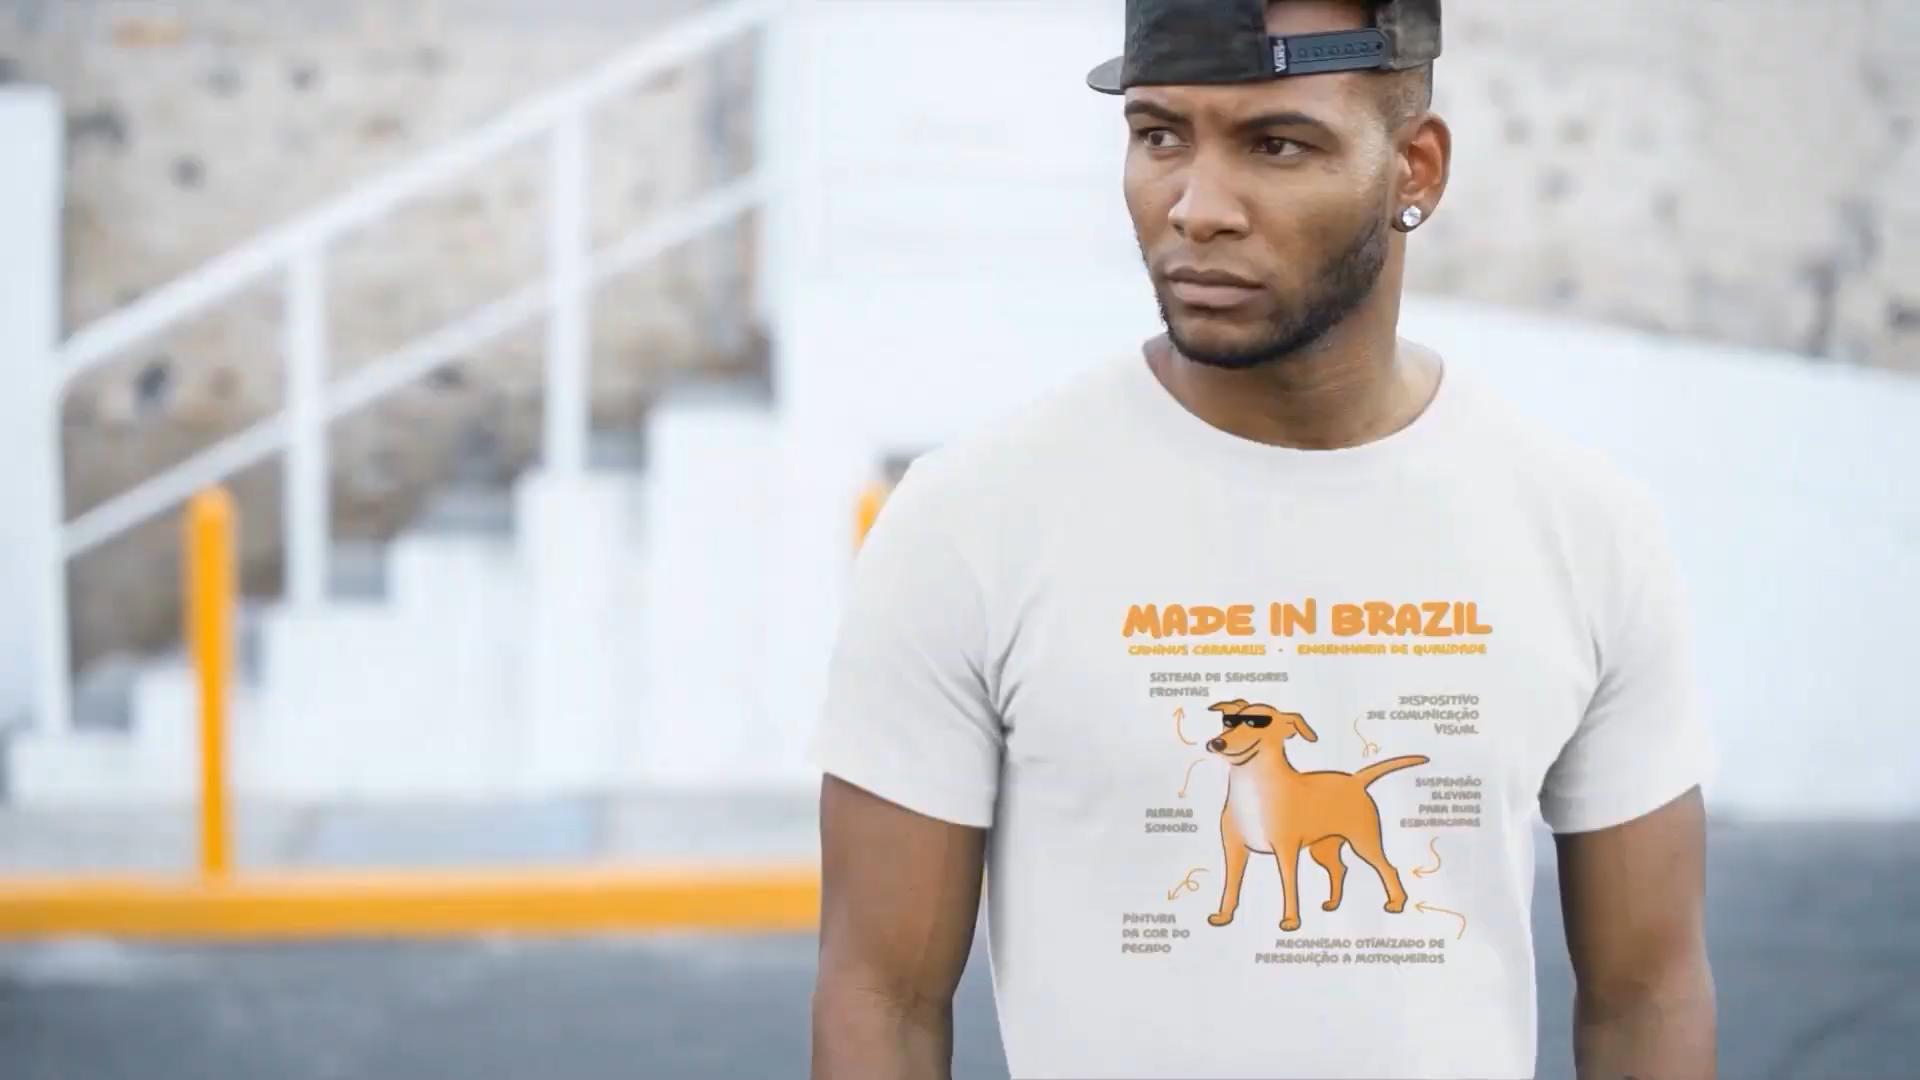 VANS
MADE IN BRAZIL
CANINUS CARAMELIS • ENGENHARIA DE QUALIDADE
SISTEMA DE SENSORES
FRONTAIS
DISPOSITIVO
DE COMUNICAÇÃO
VISUAL
SUSPENSÃO
ELEVADA
PARA RUAS
ESBURACADAS
ALARME
SONORO
PINTURA
DA COR DO
PECADO
MECANISMO OTIMIZADO DE
PERSEGUIÇÃO A MOTOQUEIROS